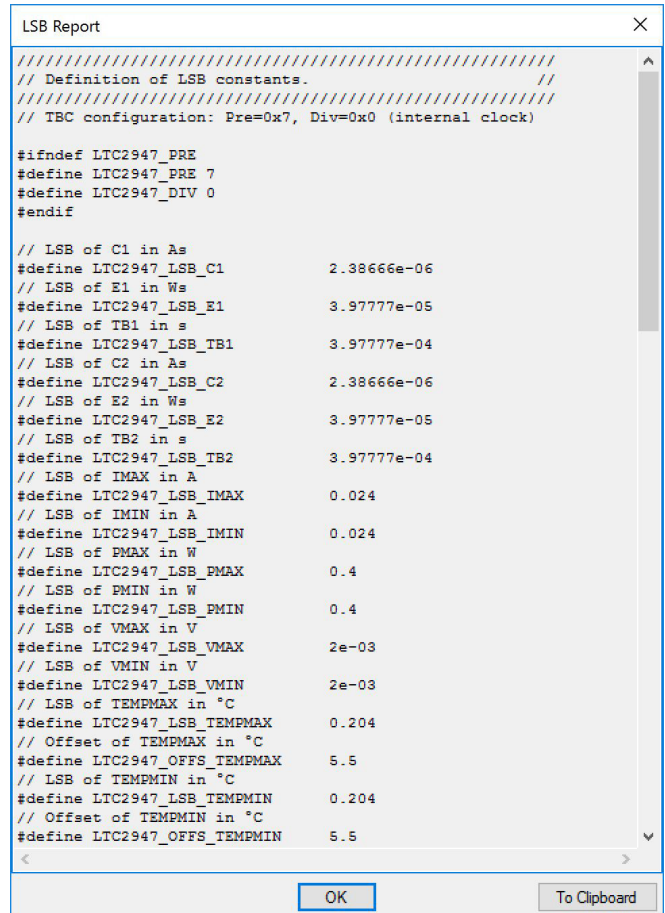 LSB Report
/////////////////////////////////////////////////////////
// Definition of LSB constants.                        //
/////////////////////////////////////////////////////////
// TBC configuration: Pre=0x7, Div=0x0 (internal clock)

#ifndef LTC2947_PRE
#define LTC2947_PRE 7
#define LTC2947_DIV 0
#endif

// LSB of C1 in As
#define LTC2947_LSB_C1           2.38666e-06
// LSB of E1 in Ws
#define LTC2947_LSB_E1           3.97777e-05
// LSB of TB1 in s
#define LTC2947_LSB_TB1          3.97777e-04
// LSB of C2 in As
#define LTC2947_LSB_C2           2.38666e-06
// LSB of E2 in Ws
#define LTC2947_LSB_E2           3.97777e-05
// LSB of TB2 in s
#define LTC2947_LSB_TB2          3.97777e-04
// LSB of IMAX in A
#define LTC2947_LSB_IMAX         0.024
// LSB of IMIN in A
#define LTC2947_LSB_IMIN         0.024
// LSB of PMAX in W
#define LTC2947_LSB_PMAX         0.4
// LSB of PMIN in W
#define LTC2947_LSB_PMIN         0.4
// LSB of VMAX in V
#define LTC2947_LSB_VMAX         2e-03
// LSB of VMIN in V
#define LTC2947_LSB_VMIN         2e-03
// LSB of TEMPMAX in °C
#define LTC2947_LSB_TEMPMAX      0.204
// Offset of TEMPMAX in °C
#define LTC2947_OFFS_TEMPMAX     5.5
// LSB of TEMPMIN in °C
#define LTC2947_LSB_TEMPMIN      0.204
// Offset of TEMPMIN in °C
#define LTC2947_OFFS_TEMPMIN     5.5
OK
To Clipboard